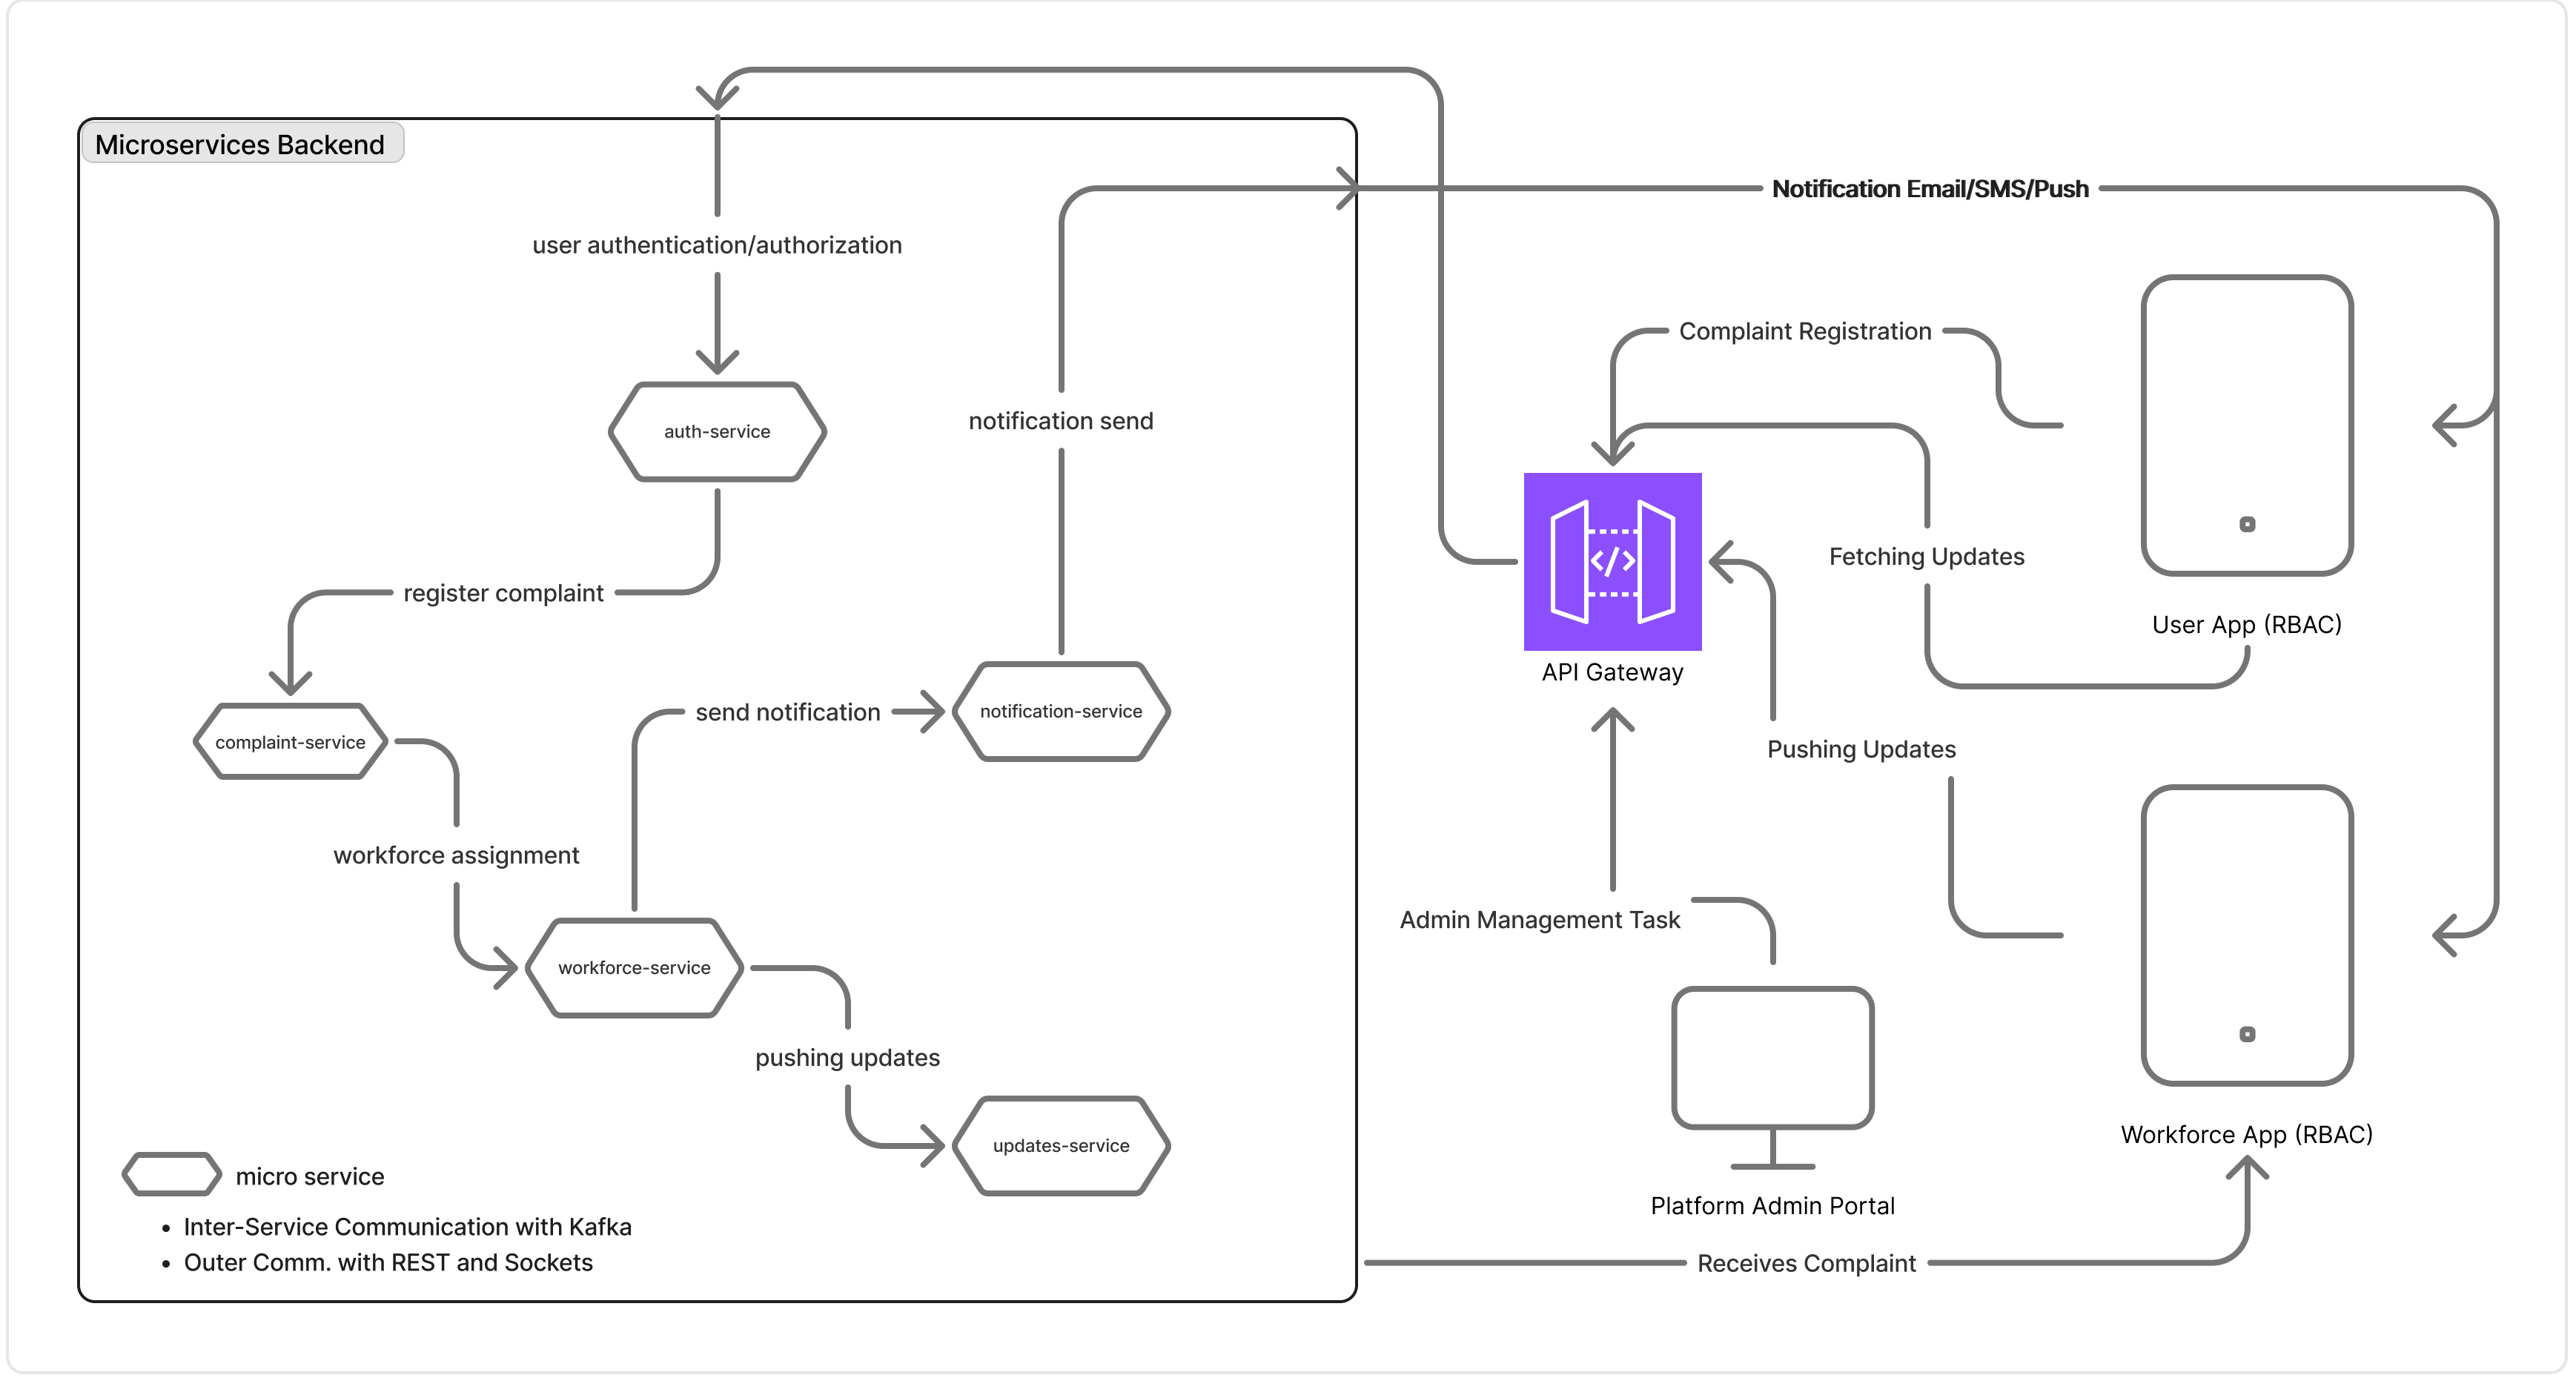 Microservices Backend
user authentication/authorization
auth-service
register complaint
complaint-service
workforce assignment
workforce-service
send notification
notification-service
notification send
pushing updates
updates-service
micro service
• Inter-Service Communication with Kafka
• Outer Comm. with REST and Sockets
Notification Email/SMS/Push
Complaint Registration
Fetching Updates
User App (RBAC)
</>
API Gateway
Pushing Updates
Admin Management Task
Workforce App (RBAC)
Platform Admin Portal
Receives Complaint